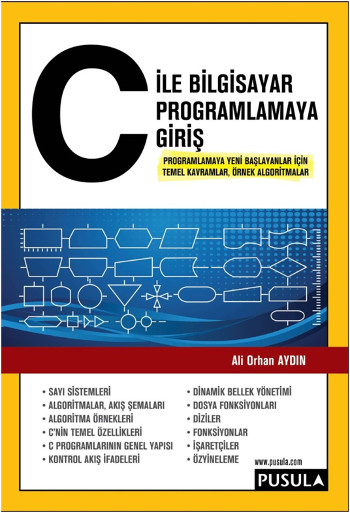 C
İLE BİLGİSAYAR
PROGRAMLAMAYA
GİRİŞ
PROGRAMLAMAYA YENİ BAŞLAYANLAR İÇİN
TEMEL KAVRAMLAR, ÖRNEK ALGORİTMALAR
Ali Orhan AYDIN
• SAYI SİSTEMLERİ
• ALGORİTMALAR, AKIŞ ŞEMALARI
• ALGORİTMA ÖRNEKLERİ
• C'NİN TEMEL ÖZELLİKLERİ
• C PROGRAMLARININ GENEL YAPISI
• KONTROL AKIŞ İFADELERİ
• DİNAMİK BELLEK YÖNETİMİ
• DOSYA FONKSİYONLARI
• DİZİLER
• FONKSİYONLAR
• İŞARETÇİLER
• ÖZYİNELEME
www.pusula.com
PUSULA